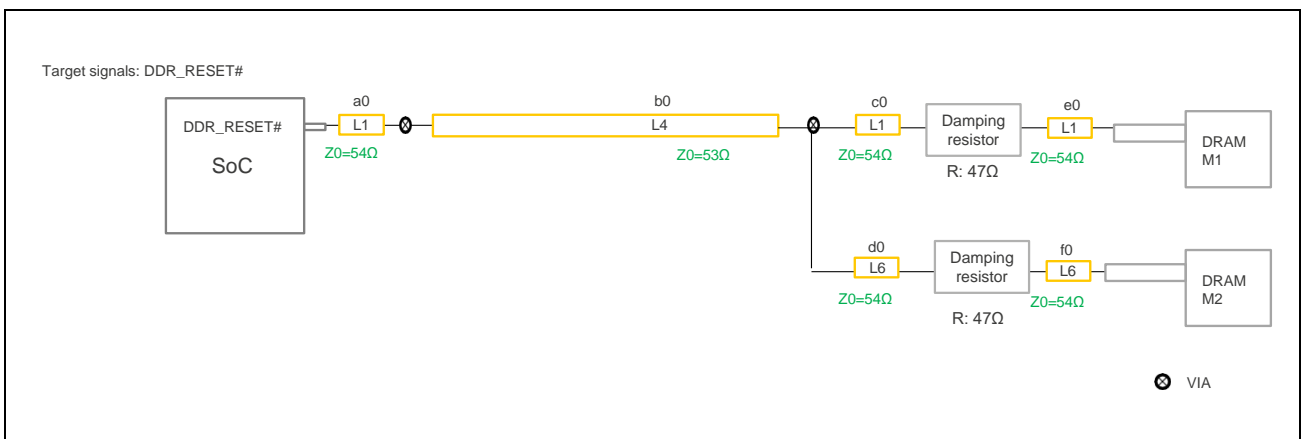 Target signals: DDR_RESET#
DDR_RESET#
SoC
a0
L1
Z0=54Ω
b0
L4
Z0=53Ω
c0
L1
Z0=54Ω
Damping
resistor
R: 47Ω
e0
L1
Z0=54Ω
DRAM
M1
d0
L6
Z0=54Ω
Damping
resistor
R: 47Ω
f0
L6
Z0=54Ω
DRAM
M2
VIA